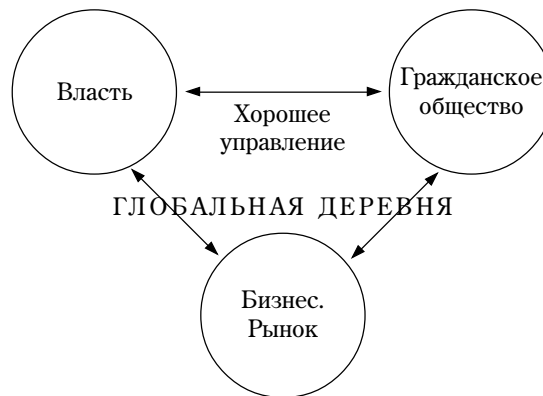 Власть
Гражданское
общество
Хорошее
управление
ГЛОБАЛЬНАЯ ДЕРЕВНЯ
Бизнес.
Рынок